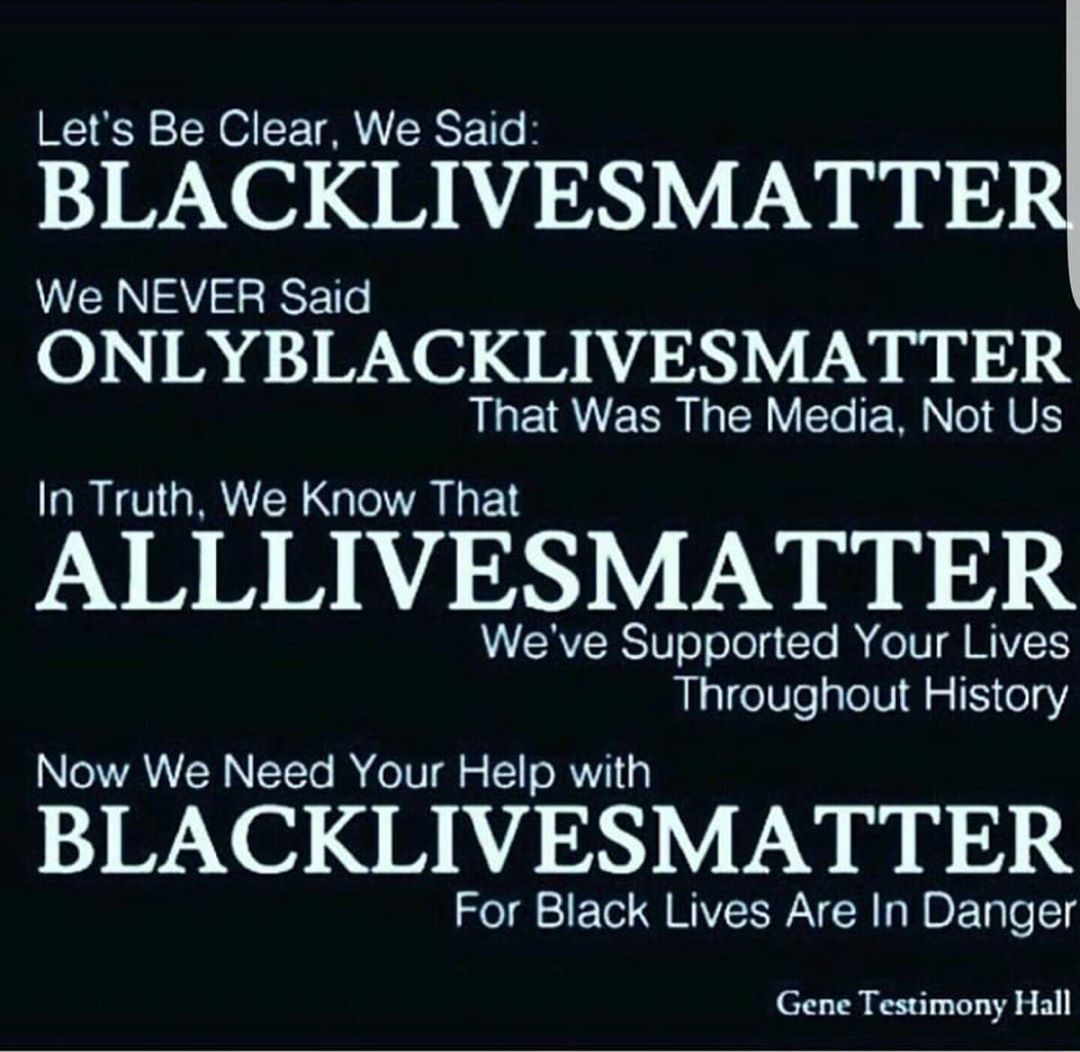 Let's Be Clear, We Said:
BLACKLIVESMATTER
We NEVER Said
ONLYBLACKLIVESMATTER
That Was The Media, Not Us
In Truth, We Know That
ALLLIVESMATTER
We've Supported Your Lives
Throughout History
Now We Need Your Help with
BLACKLIVESMATTER
For Black Lives Are In Danger
Gene Testimony Hall